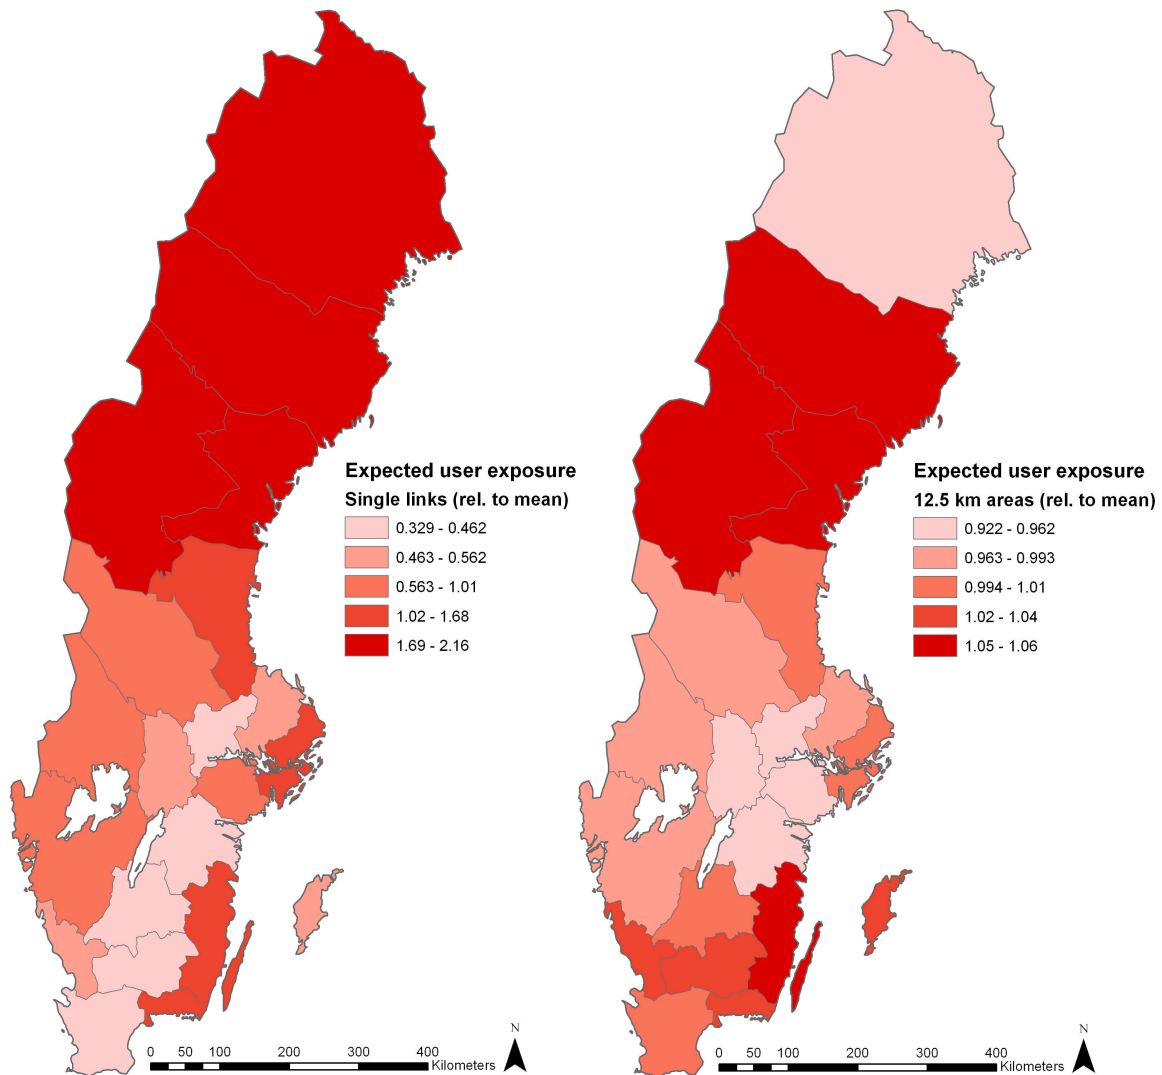 Expected user exposure
Single links (rel. to mean)
0.329 - 0.462
0.463 - 0.562
0.563 - 1.01
1.02 - 1.68
1.69 - 2.16
N
0 50 100 200 300 400
Kilometers
Expected user exposure
12.5 km areas (rel. to mean)
0.922 - 0.962
0.963 - 0.993
0.994 - 1.01
1.02 - 1.04
1.05 - 1.06
N
0 50 100 200 300 400
Kilometers